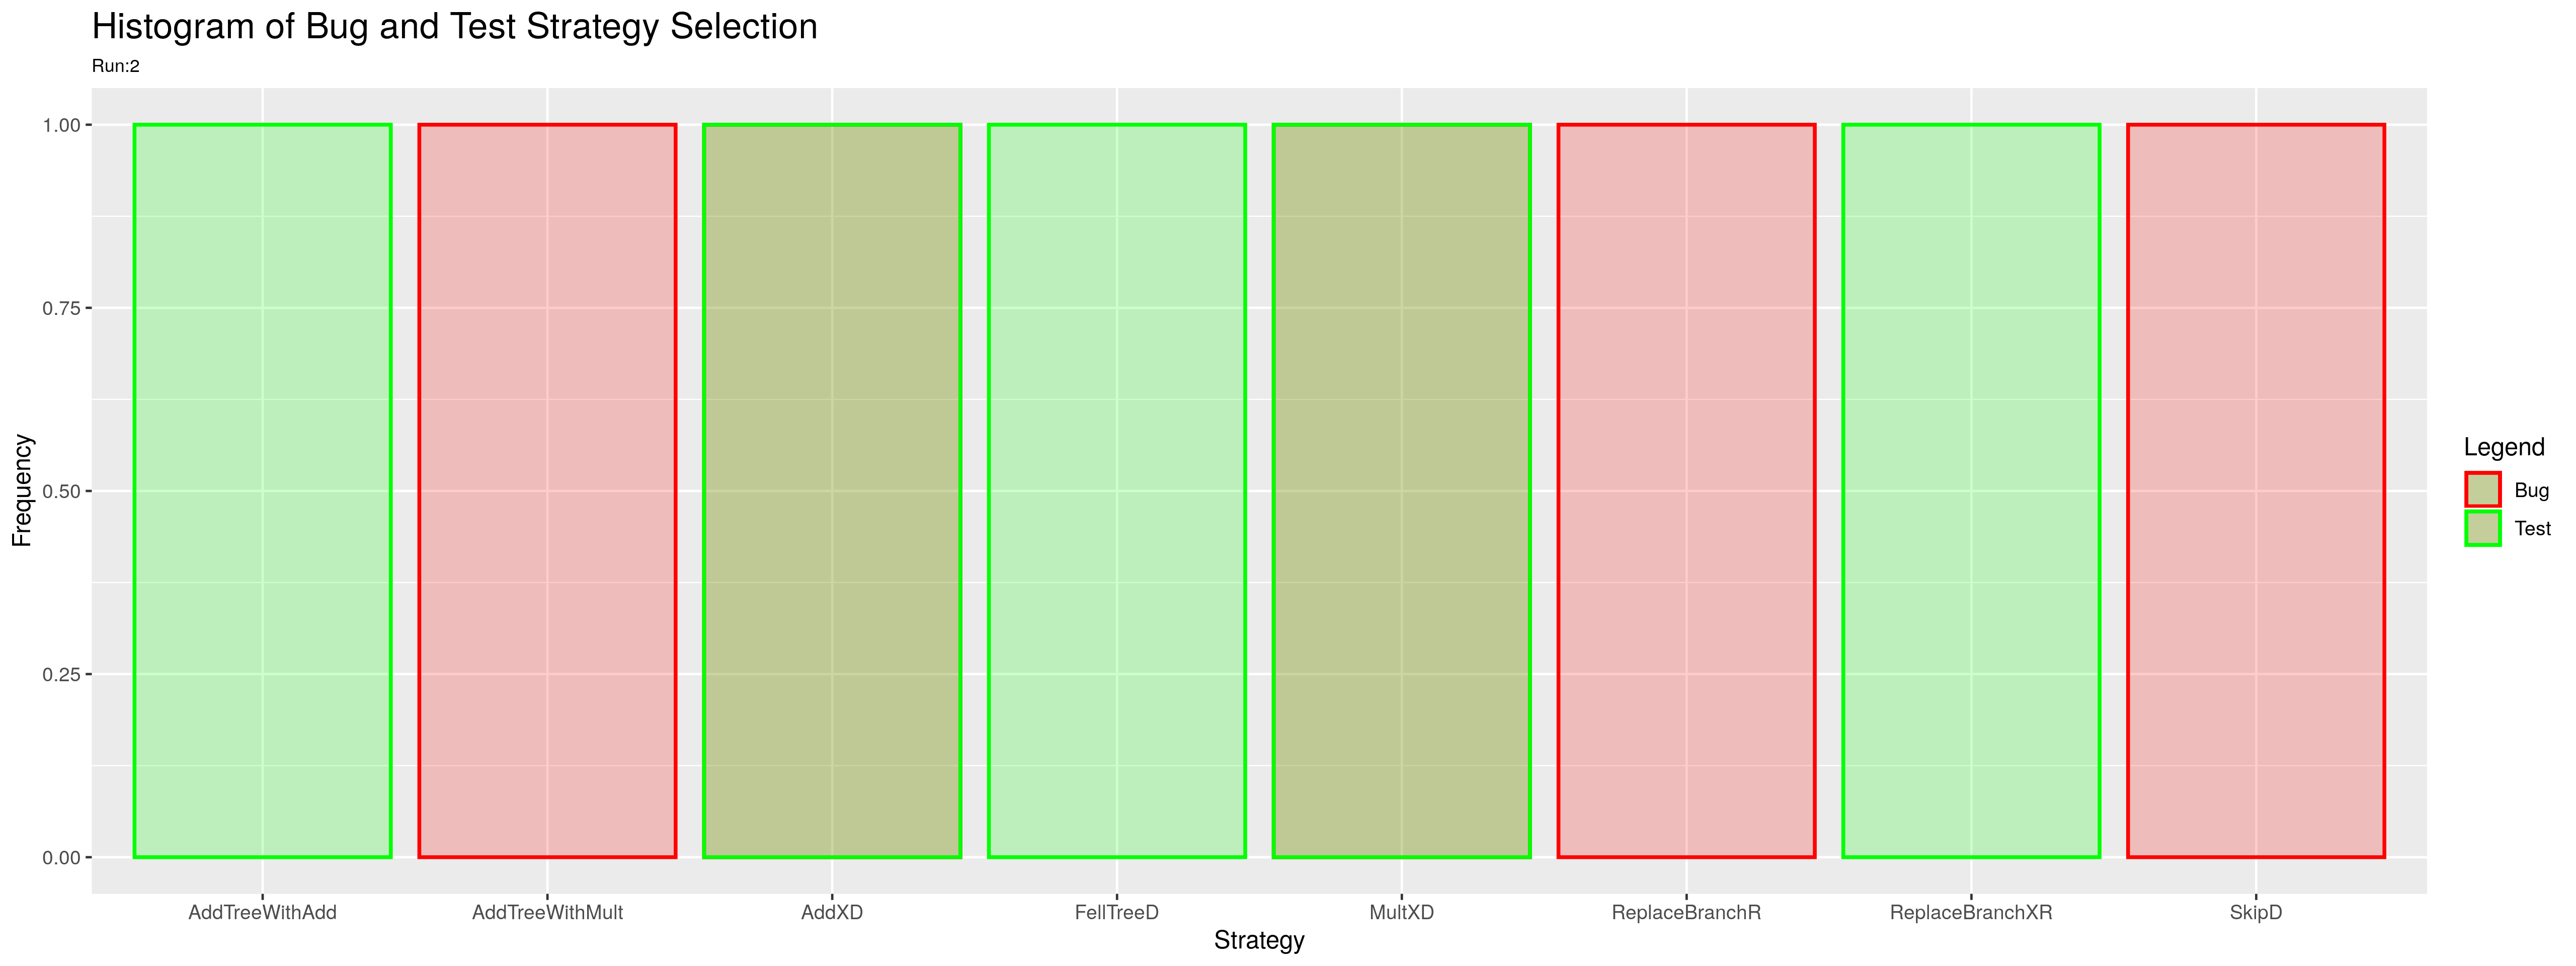 Histogram of Bug and Test Strategy Selection
Run:2
Frequency
1.00
0.75
0.50
0.25
0.00
AddTreeWithAdd AddTreeWithMult AddXD FellTreeD MultXD ReplaceBranchR ReplaceBranchXR SkipD
Strategy
Legend
Bug
Test